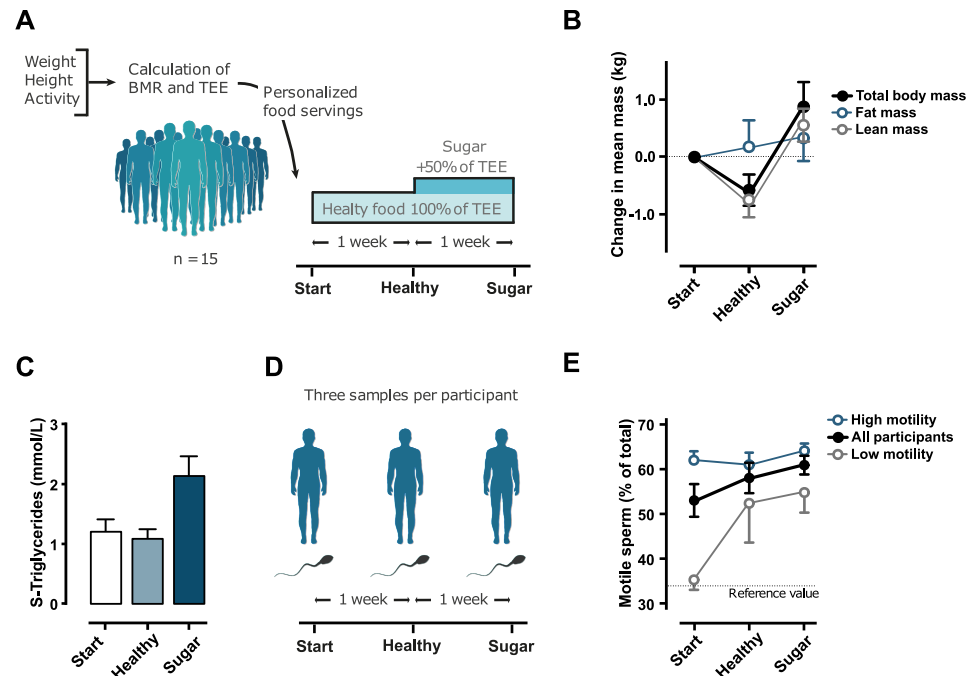 A
Weight
Height
Activity
Calculation of
BMR and TEE
Personalized
food servings
Sugar
+50% of TEE
Healty food 100% of TEE
1 week
1 week
n = 15
Start
Healthy
Sugar
B
Change in mean mass (kg)
1.0
0.0
-1.0
Total body mass
Fat mass
Lean mass
Start
Healthy
Sugar
C
S-Triglycerides (mmol/L)
3
2
1
0
Start
Healthy
Sugar
D
Three samples per participant
1 week
1 week
Start
Healthy
Sugar
E
Motile sperm (% of total)
70
60
50
40
30
High motility
All participants
Low motility
Reference value
Start
Healthy
Sugar